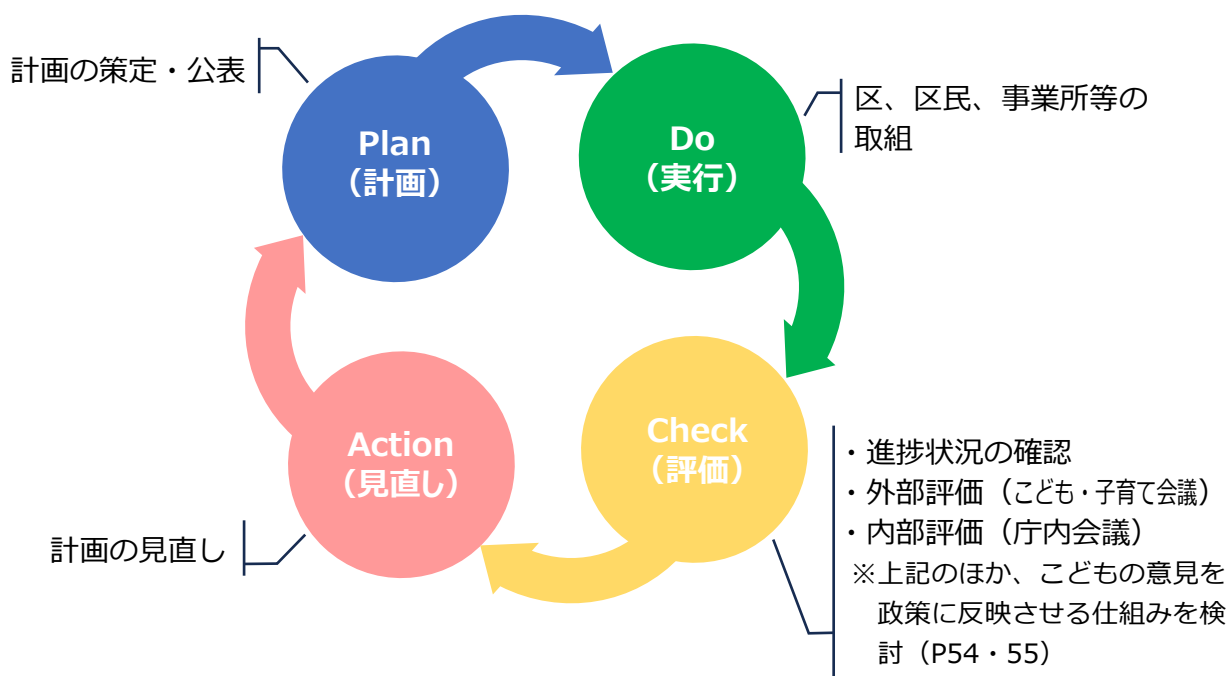 計画の策定・公表
Plan
（計画）
Do
（実行）
区、区民、事業所等の
取組
Check
（評価）
・進捗状況の確認
・外部評価（こども・子育て会議）
・内部評価（庁内会議）
※上記のほか、こどもの意見を
政策に反映させる仕組みを検
討（P54・55）
Action
（見直し）
計画の見直し